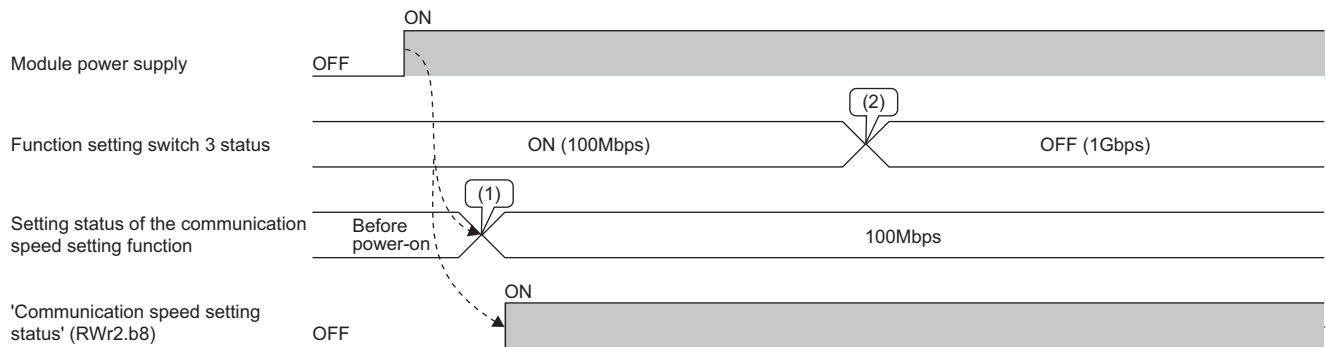 ON
Module power supply
OFF
(2)
Function setting switch 3 status
ON (100Mbps)
OFF (1Gbps)
(1)
Setting status of the communication
speed setting function
Before
power-on
100Mbps
ON
'Communication speed setting
status' (RWr2.b8)
OFF